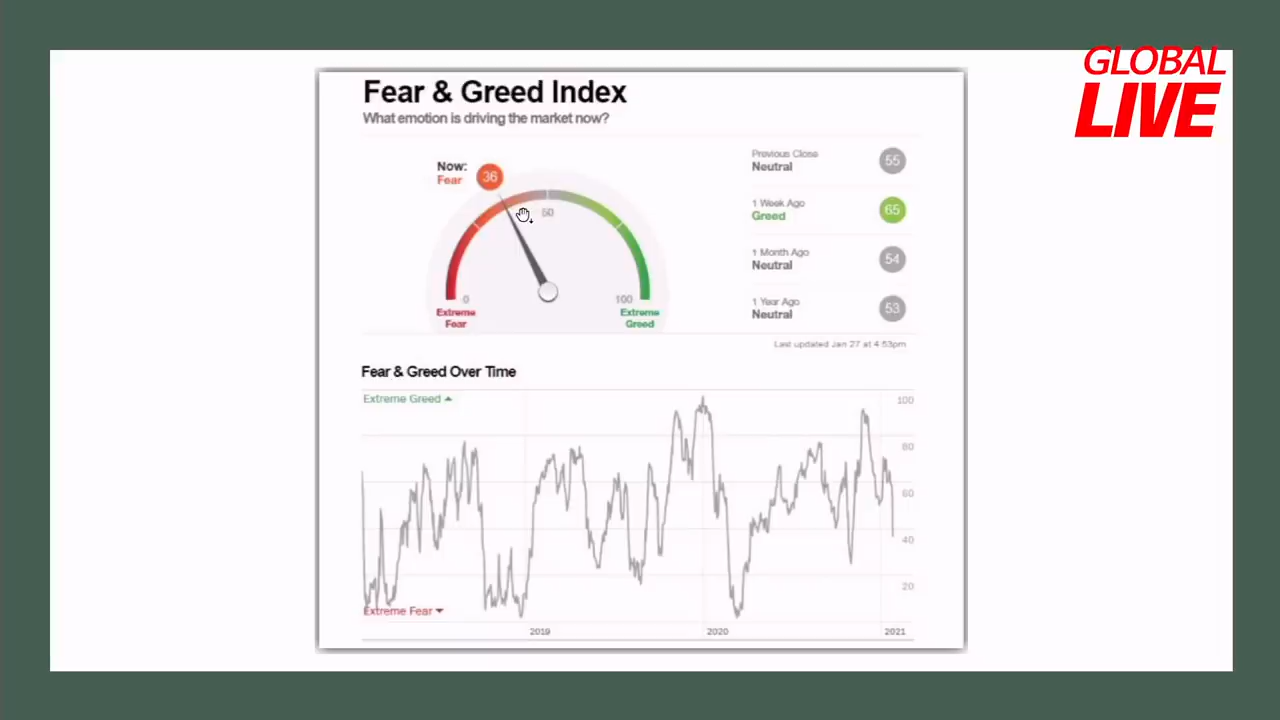 GLOBAL
LIVE
Fear & Greed Index
What emotion is driving the market now?
Now:
Fear
36
50
0
100
Extreme
Fear
Extreme
Greed
Previous Close
Neutral
55
1 Week Ago
Greed
65
1 Month Ago
Neutral
54
1 Year Ago
Neutral
53
Last updated Jan 27 at 4:53pm
Fear & Greed Over Time
Extreme Greed
100
80
60
40
20
Extreme Fear
2019
2020
2021